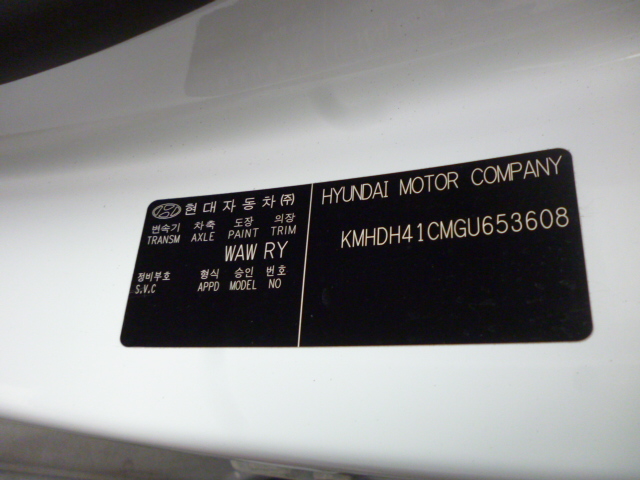 현대자동차㈜
변속기 차축 도장 의장
TRANSM AXLE PAINT TRIM
WAW RY
정비부호 형식 승인 번호
S.V.C APPD MODEL NO
HYUNDAI MOTOR COMPANY
KMHDH41CMGU653608